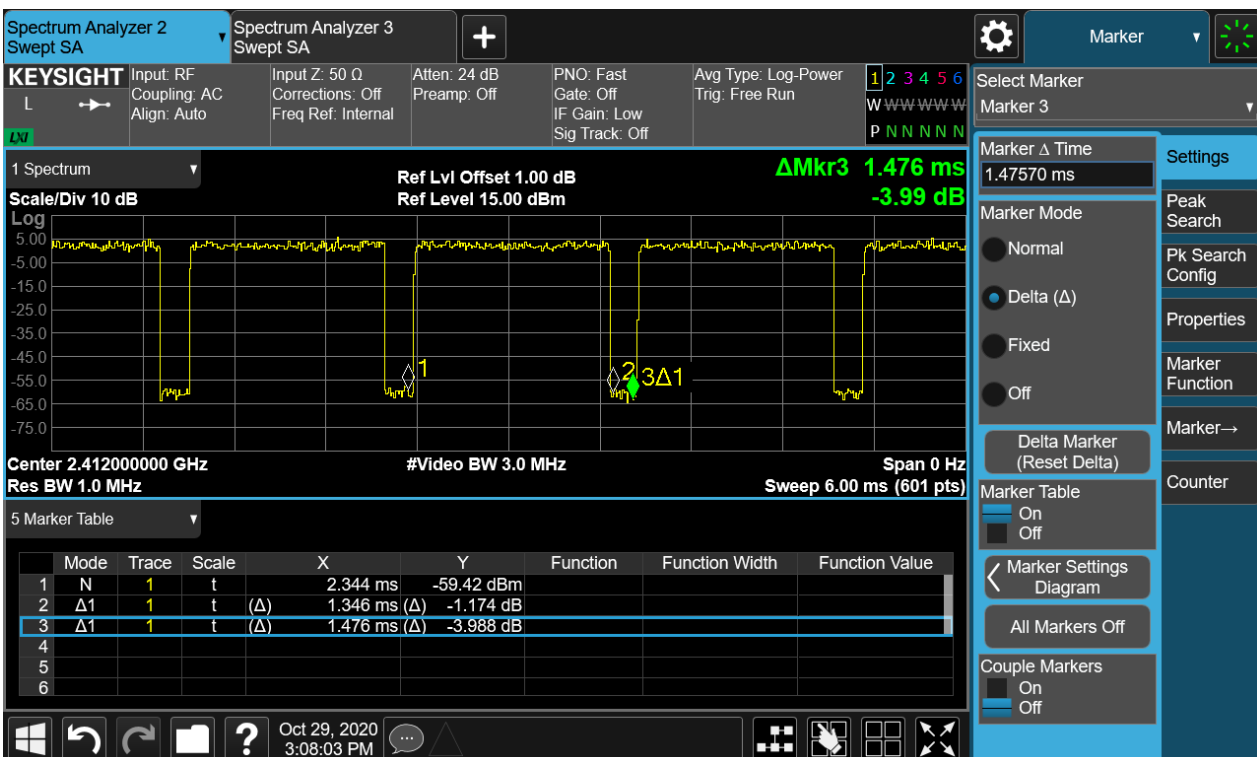 Spectrum Analyzer 2
Swept SA
Spectrum Analyzer 3
Swept SA
Marker
KEYSIGHT
L
LXI
Input: RF
Coupling: AC
Align: Auto
Input Z: 50 Ω
Corrections: Off
Freq Ref: Internal
Atten: 24 dB
Preamp: Off
PNO: Fast
Gate: Off
IF Gain: Low
Sig Track: Off
Avg Type: Log-Power
Trig: Free Run
1 2 3 4 5 6
W W W W W W
P N N N N N
Select Marker
Marker 3
1 Spectrum
Scale/Div 10 dB
Ref Lvl Offset 1.00 dB
Ref Level 15.00 dBm
ΔMkr3 1.476 ms
-3.99 dB
Log
5.00
-5.00
-15.0
-25.0
-35.0
-45.0
-55.0
-65.0
-75.0
1
2
3Δ1
Center 2.412000000 GHz
#Video BW 3.0 MHz
Span 0 Hz
Res BW 1.0 MHz
Sweep 6.00 ms (601 pts)
5 Marker Table
Mode Trace Scale X Y Function Function Width Function Value
1 N 1 t 2.344 ms -59.42 dBm
2 Δ1 1 t (Δ) 1.346 ms (Δ) -1.174 dB
3 Δ1 1 t (Δ) 1.476 ms (Δ) -3.988 dB
4
5
6
Marker Δ Time
1.47570 ms
Marker Mode
Normal
Delta (Δ)
Fixed
Off
Delta Marker
(Reset Delta)
Marker Table
On
Off
Marker Settings
Diagram
All Markers Off
Couple Markers
On
Off
Settings
Peak
Search
Pk Search
Config
Properties
Marker
Function
Marker→
Counter
?
Oct 29, 2020
3:08:03 PM